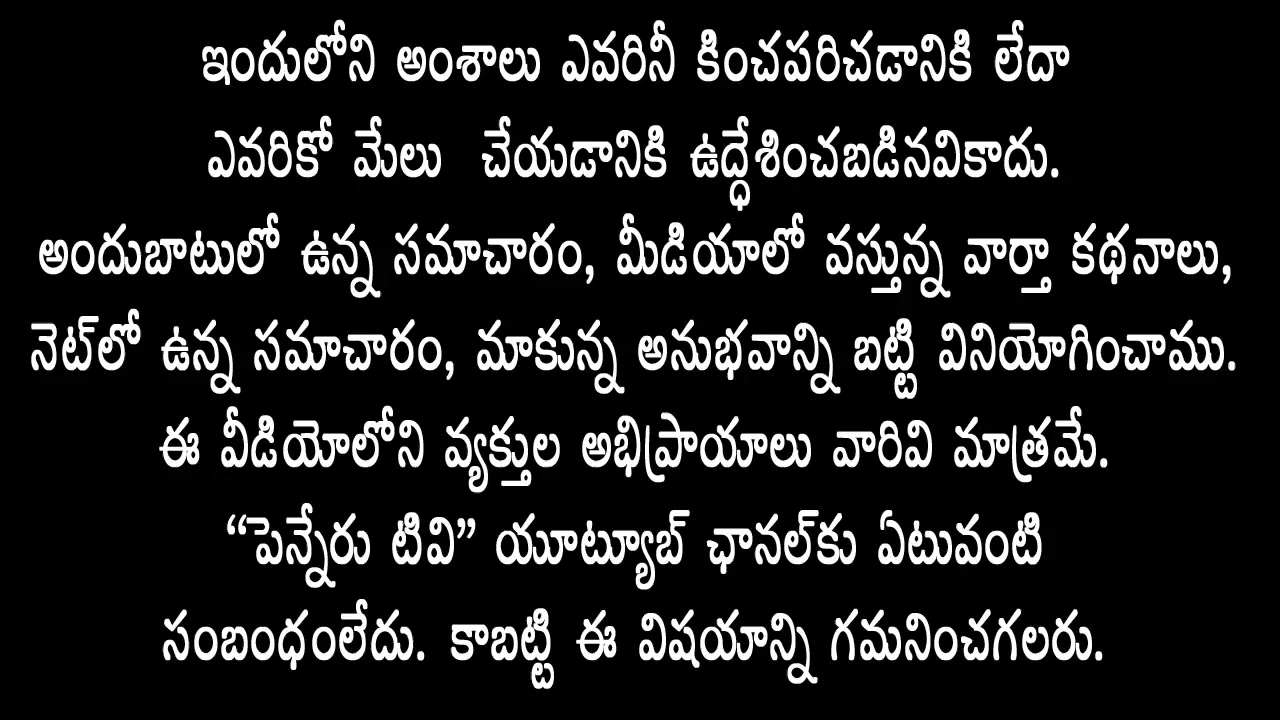 ఇందులోని అంశాలు ఎవరినీ కించపరిచడానికి లేదా
ఎవరికో మేలు చేయడానికి ఉద్ధేశించబడినవికాదు.
అందుబాటులో ఉన్న సమాచారం, మీడియాలో వస్తున్న వార్తా కథనాలు,
నెట్‌లో ఉన్న సమాచారం, మాకున్న అనుభవాన్ని బట్టి వినియోగించాము.
ఈ వీడియోలోని వ్యక్తుల అభిప్రాయాలు వారివి మాత్రమే.
“పెన్నేరు టివి” యూట్యూబ్ ఛానల్‌కు ఏటువంటి
సంబంధంలేదు. కాబట్టి ఈ విషయాన్ని గమనించగలరు.